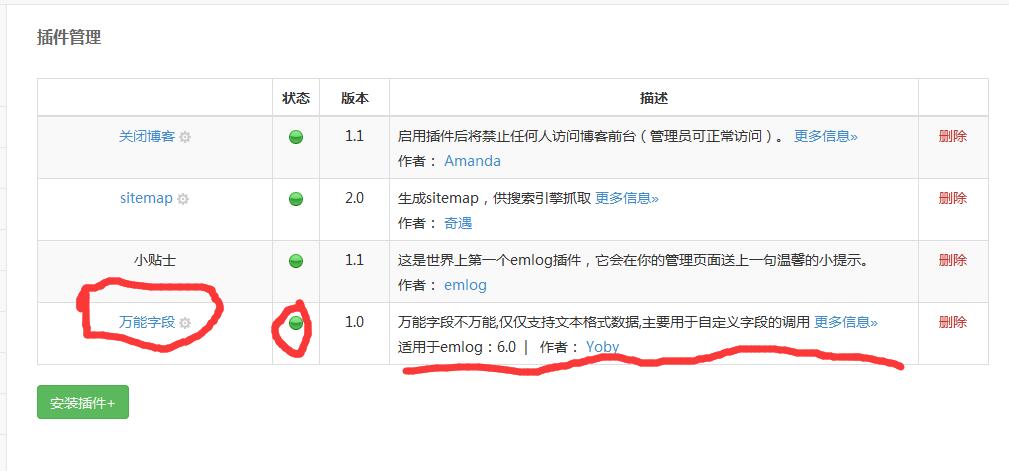 插件管理
状态 版本 描述
关闭博客 1.1 启用插件后将禁止任何人访问博客前台（管理员可正常访问）。 更多信息» 删除
作者： Amanda
sitemap 2.0 生成sitemap，供搜索引擎抓取 更多信息» 删除
作者： 奇遇
小贴士 1.1 这是世界上第一个emlog插件，它会在你的管理页面送上一句温馨的小提示。 删除
作者： emlog
万能字段 1.0 万能字段不万能,仅仅支持文本格式数据,主要用于自定义字段的调用 更多信息» 删除
适用于emlog：6.0 | 作者： Yoby
安装插件+